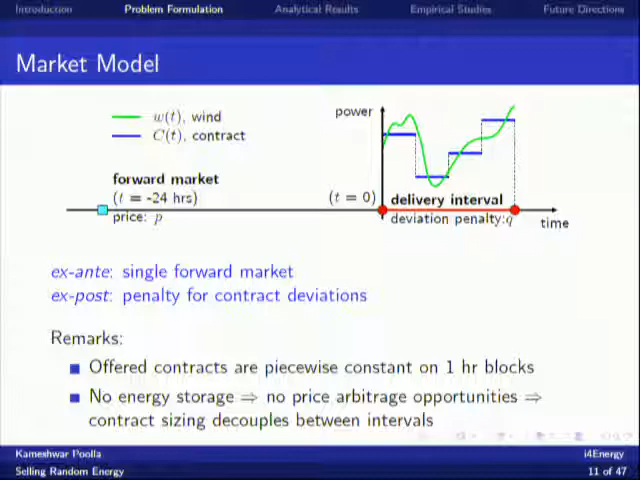 Introduction Problem Formulation Analytical Results Empirical Studies Future Directions
Market Model
w(t), wind
C(t), contract
power
forward market
(t = -24 hrs)
price: p
(t = 0)
delivery interval
deviation penalty:q
time
ex-ante: single forward market
ex-post: penalty for contract deviations
Remarks:
Offered contracts are piecewise constant on 1 hr blocks
No energy storage ⇒ no price arbitrage opportunities ⇒
contract sizing decouples between intervals
Kameshwar Poolla i4Energy
Selling Random Energy 11 of 47